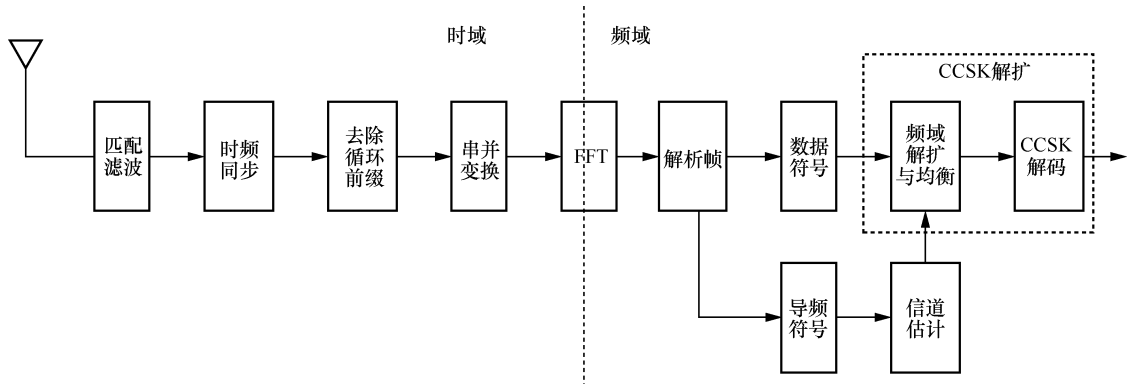 时域
频域
CCSK解扩
匹配
滤波
时频
同步
去除
循环
前缀
串并
变换
FFT
解析帧
数据
符号
频域
解扩
与均衡
CCSK
解码
导频
符号
信道
估计